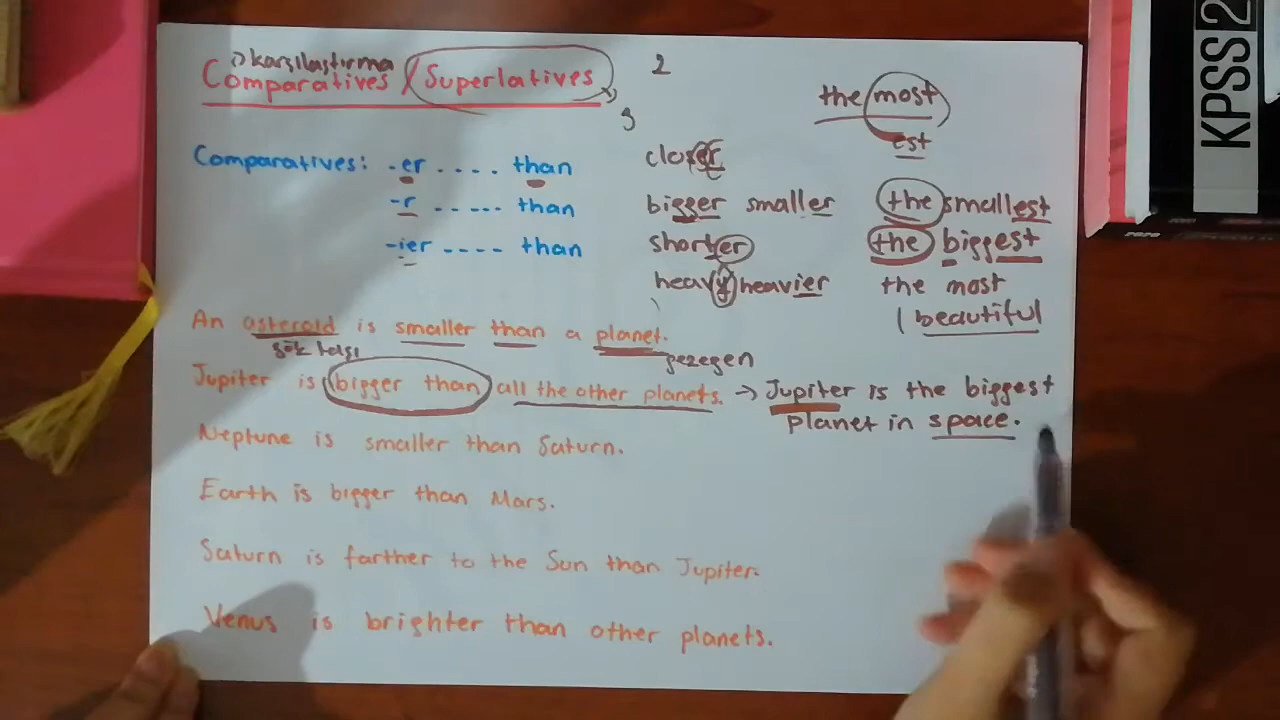 karşılaştırma
Comparatives / Superlatives
2
3
the most
est
Comparatives: -er .... than
-r ..... than
-ier .... than
closer
bigger smaller
shorter
heavy heavier
the smallest
the biggest
the most
beautiful
An asteroid is smaller than a planet.
gezegen
Jupiter is bigger than all the other planets. → Jupiter is the biggest
planet in space.
Neptune is smaller than Saturn.
Earth is bigger than Mars.
Saturn is farther to the Sun than Jupiter.
Venus is brighter than other planets.
KPSS 2
2020